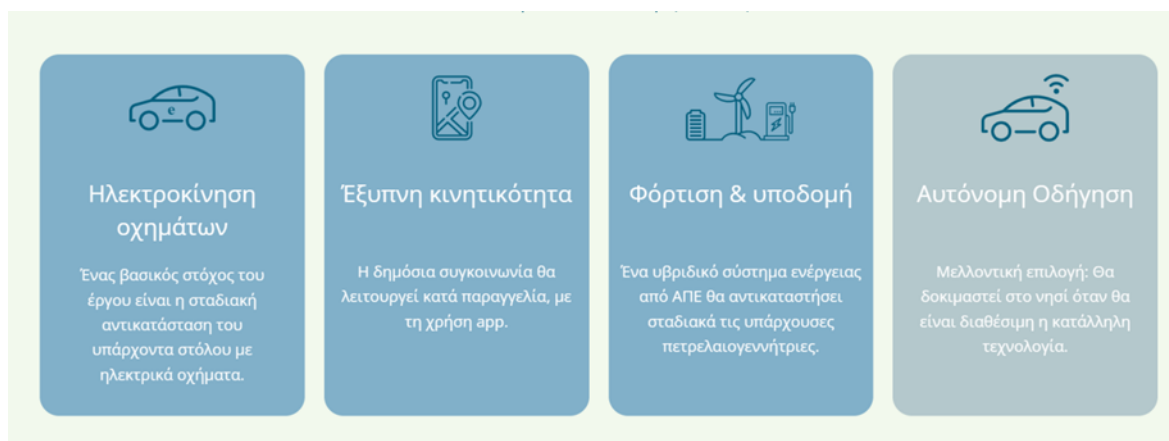 Ηλεκτροκίνηση
οχημάτων
Ένας βασικός στόχος του
έργου είναι η σταδιακή
αντικατάσταση του
υπάρχοντα στόλου με
ηλεκτρικά οχήματα.
Έξυπνη κινητικότητα
Η δημόσια συγκοινωνία θα
λειτουργεί κατά παραγγελία, με
τη χρήση app.
Φόρτιση & υποδομή
Ένα υβριδικό σύστημα ενέργειας
από ΑΠΕ θα αντικαταστήσει
σταδιακά τις υπάρχουσες
πετρελαιογεννήτριες.
Αυτόνομη Οδήγηση
Μελλοντική επιλογή: Θα
δοκιμαστεί στο νησί όταν θα
είναι διαθέσιμη η κατάλληλη
τεχνολογία.